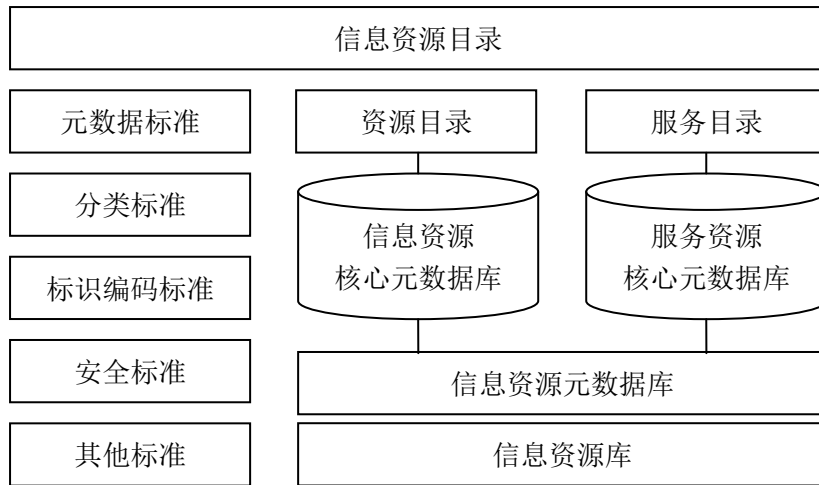 信息资源目录
元数据标准
资源目录
服务目录
分类标准
信息资源
核心元数据库
服务资源
核心元数据库
标识编码标准
安全标准
信息资源元数据库
其他标准
信息资源库